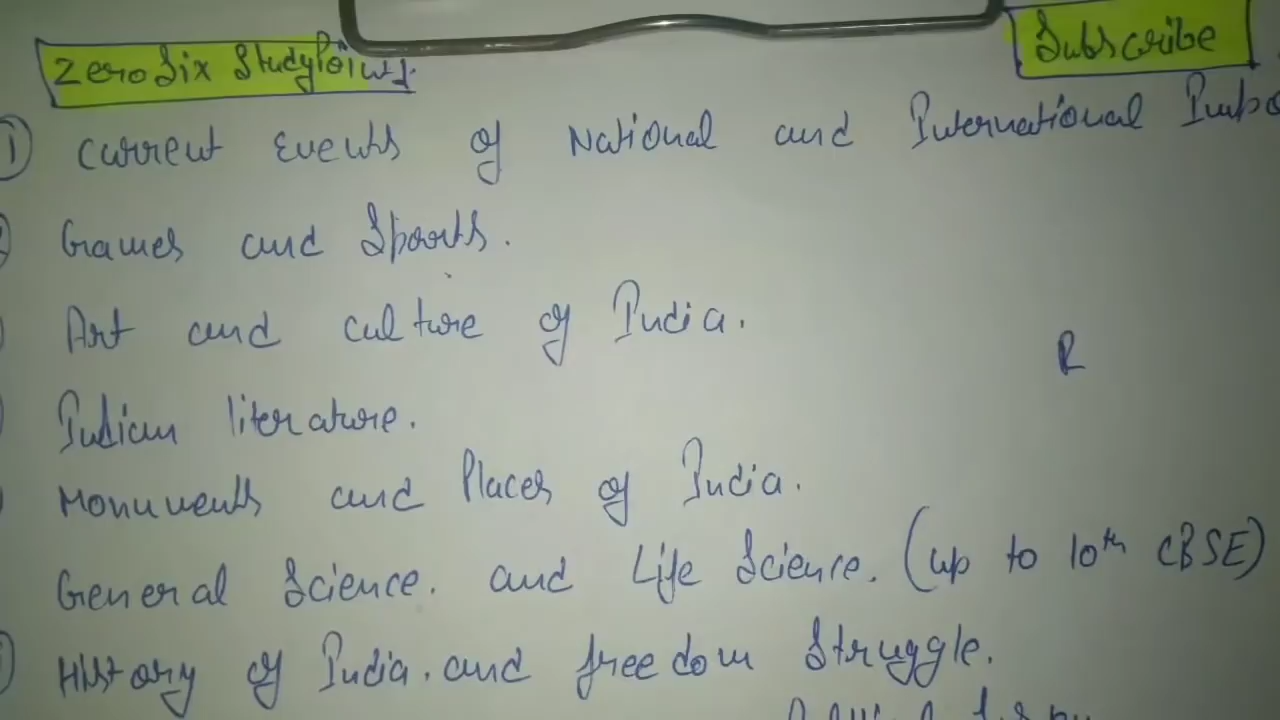 Zero Six StudyPoint
Subscribe
① Current Events of National and International Impo
Games and Sports.
Art and culture of India.
R
Indian literature.
Monuments and Places of India.
General Science. and Life Science. (up to 10th CBSE)
History of India. and freedom Struggle.